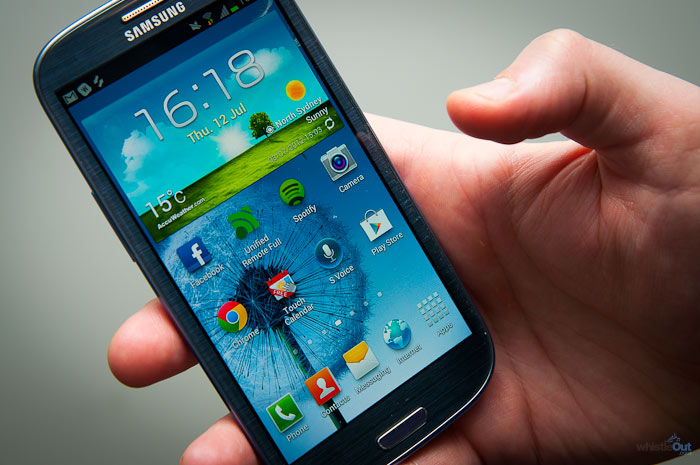 SAMSUNG
16:18
Thu. 12 Jul
North Sydney
Sunny
15°C
AccuWeather.com
Camera
Spotify
Unified
Remote Full
Facebook
Play Store
S Voice
FREE
Touch
Calendar
Chrome
Apps
Internet
Messaging
Contacts
Phone
whistleOut